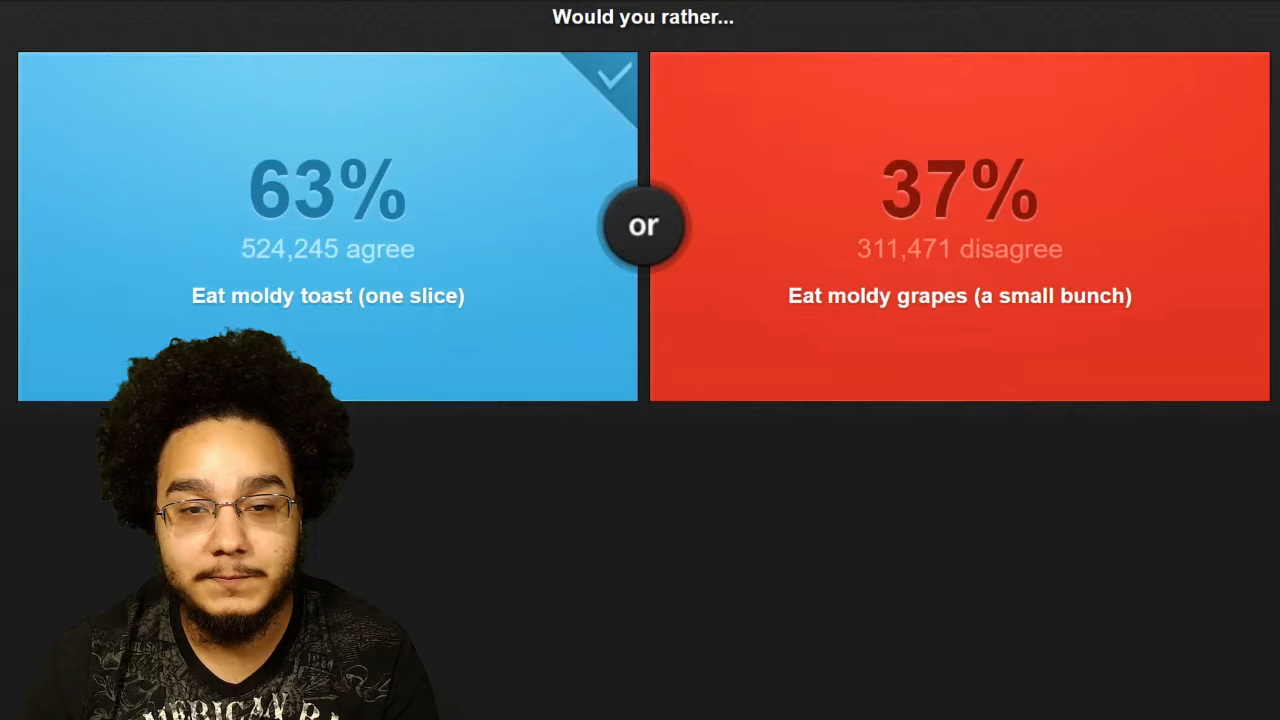 Would you rather...
63%
524,245 agree
Eat moldy toast (one slice)
or
37%
311,471 disagree
Eat moldy grapes (a small bunch)